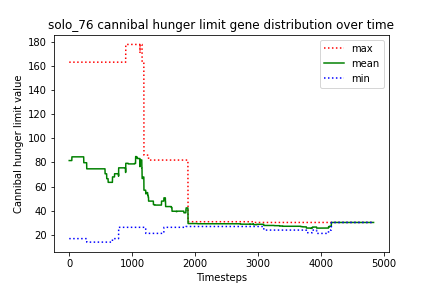 solo_76 cannibal hunger limit gene distribution over time
180
160
140
120
100
80
60
40
20
Cannibal hunger limit value
max
mean
min
0
1000
2000
3000
4000
5000
Timesteps